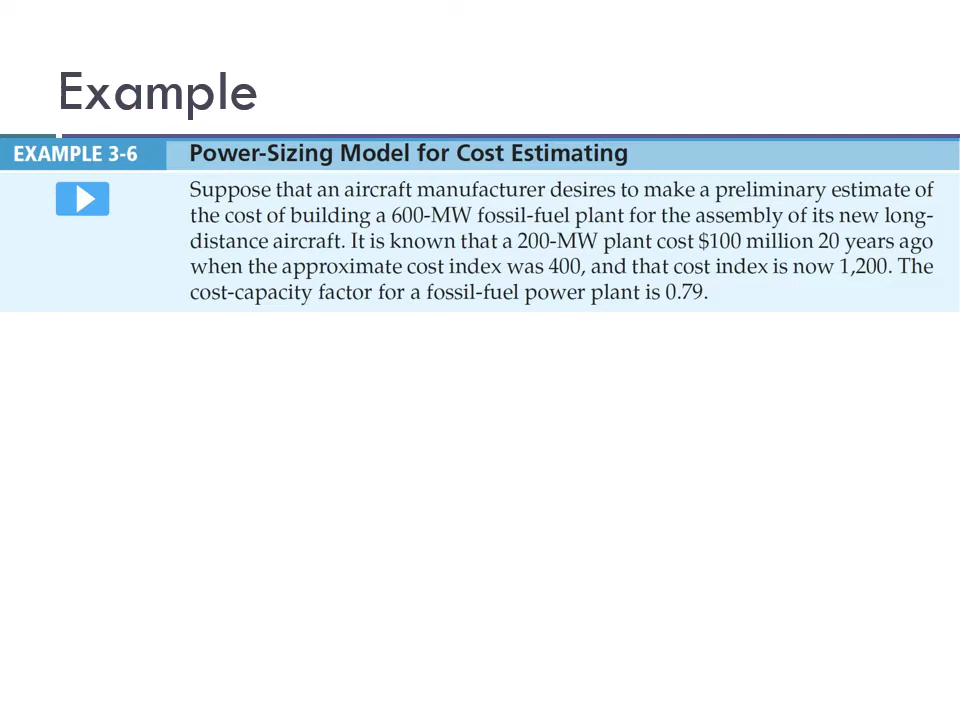 Example
EXAMPLE 3-6
Power-Sizing Model for Cost Estimating
Suppose that an aircraft manufacturer desires to make a preliminary estimate of
the cost of building a 600-MW fossil-fuel plant for the assembly of its new long-
distance aircraft. It is known that a 200-MW plant cost $100 million 20 years ago
when the approximate cost index was 400, and that cost index is now 1,200. The
cost-capacity factor for a fossil-fuel power plant is 0.79.